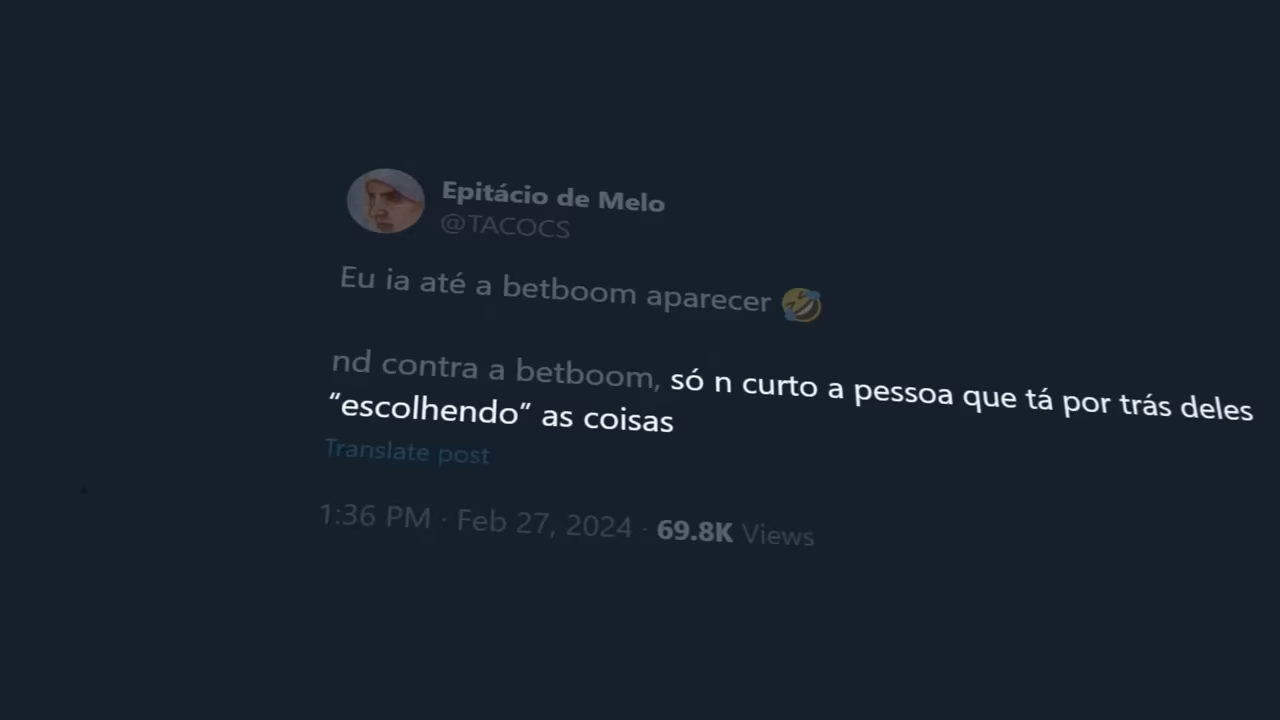 Epitácio de Melo
@TACOCS
Eu ia até a betboom aparecer 🤣
nd contra a betboom, só n curto a pessoa que tá por trás deles
“escolhendo” as coisas
Translate post
1:36 PM · Feb 27, 2024 · 69.8K Views